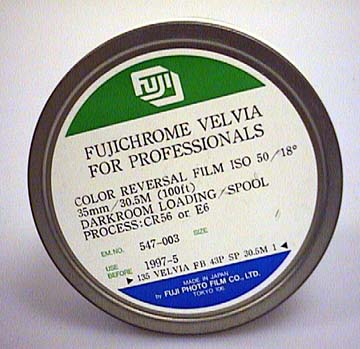 FUJI
FUJICHROME VELVIA
FOR PROFESSIONALS
COLOR REVERSAL FILM ISO 50/18°
35mm/30.5M (100ft)
DARKROOM LOADING/SPOOL
PROCESS:CR56 or E6
EM.NO. 547-003 SIZE
USE BEFORE 1997-5
▶ 135 VELVIA FB 43P SP 30.5M 1 ◀
MADE IN JAPAN
by FUJI PHOTO FILM CO., LTD.
TOKYO 106